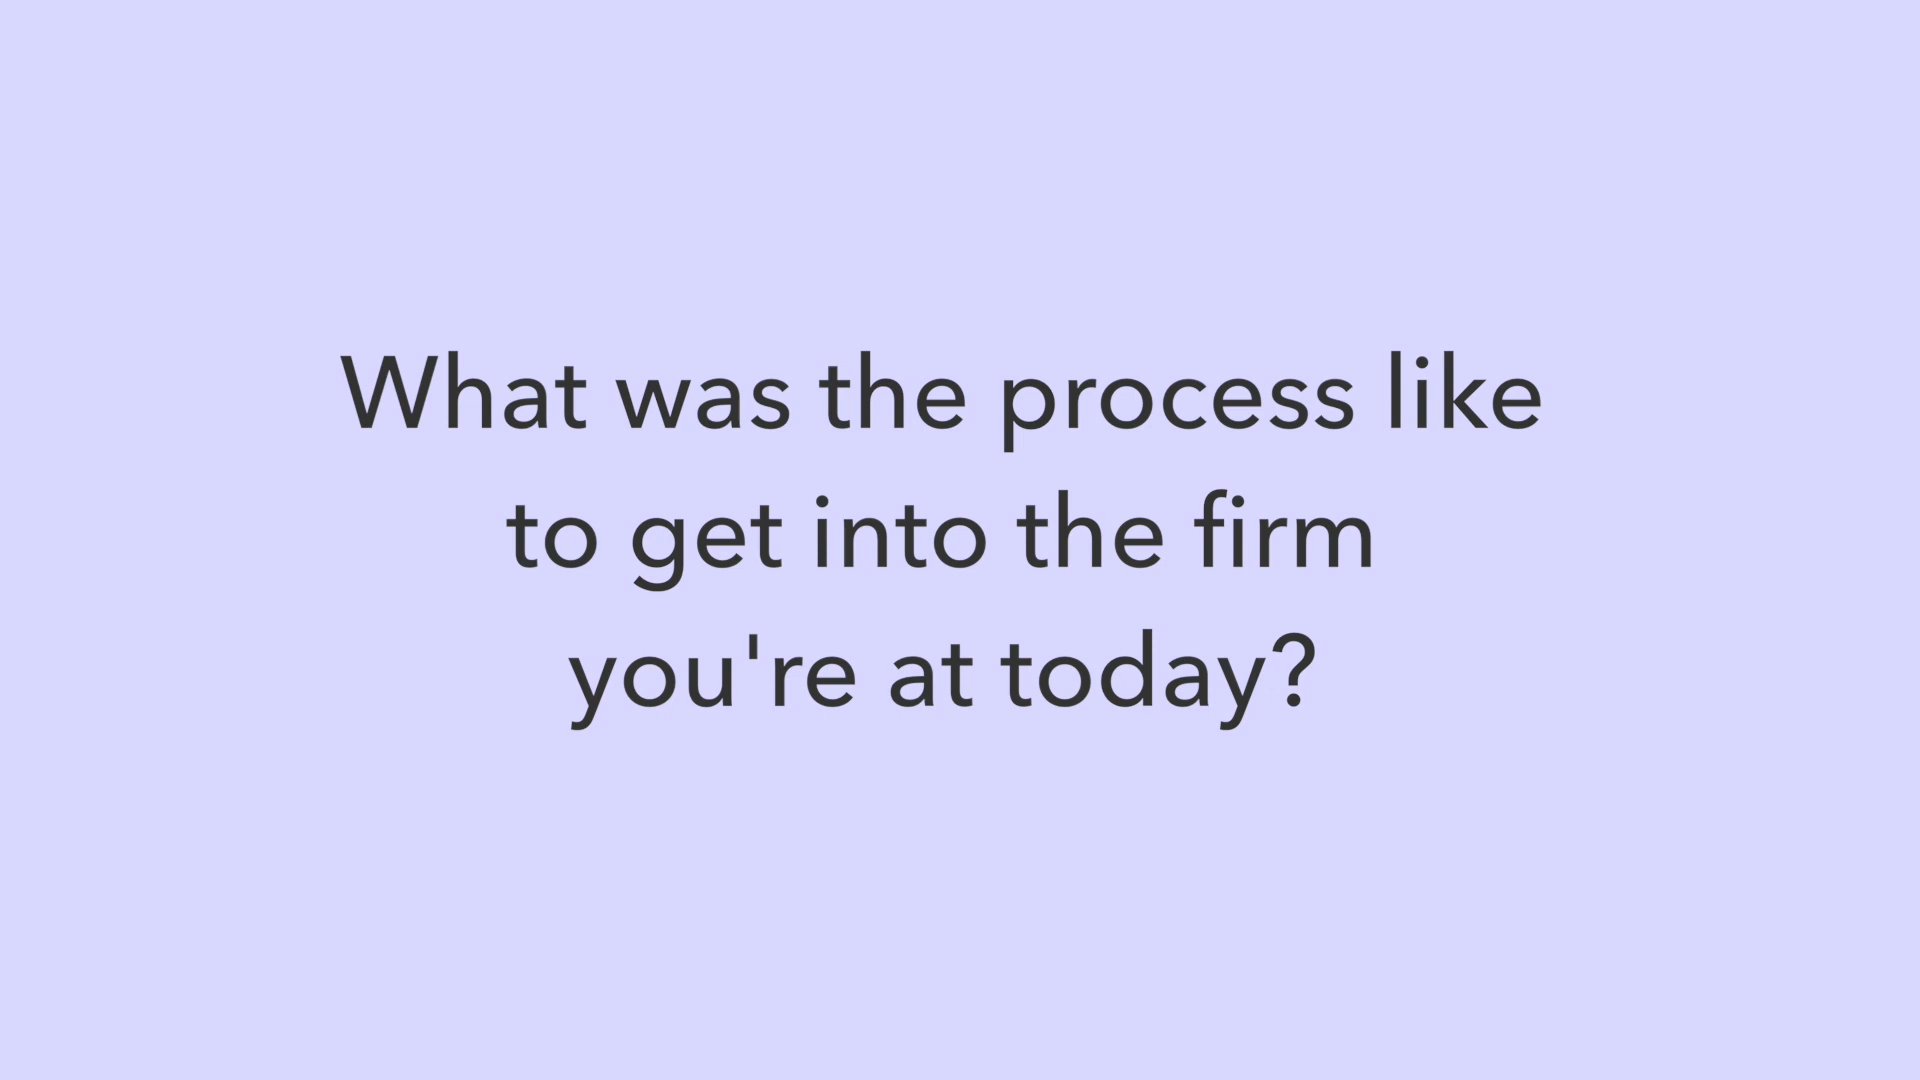 What was the process like
to get into the firm
you're at today?